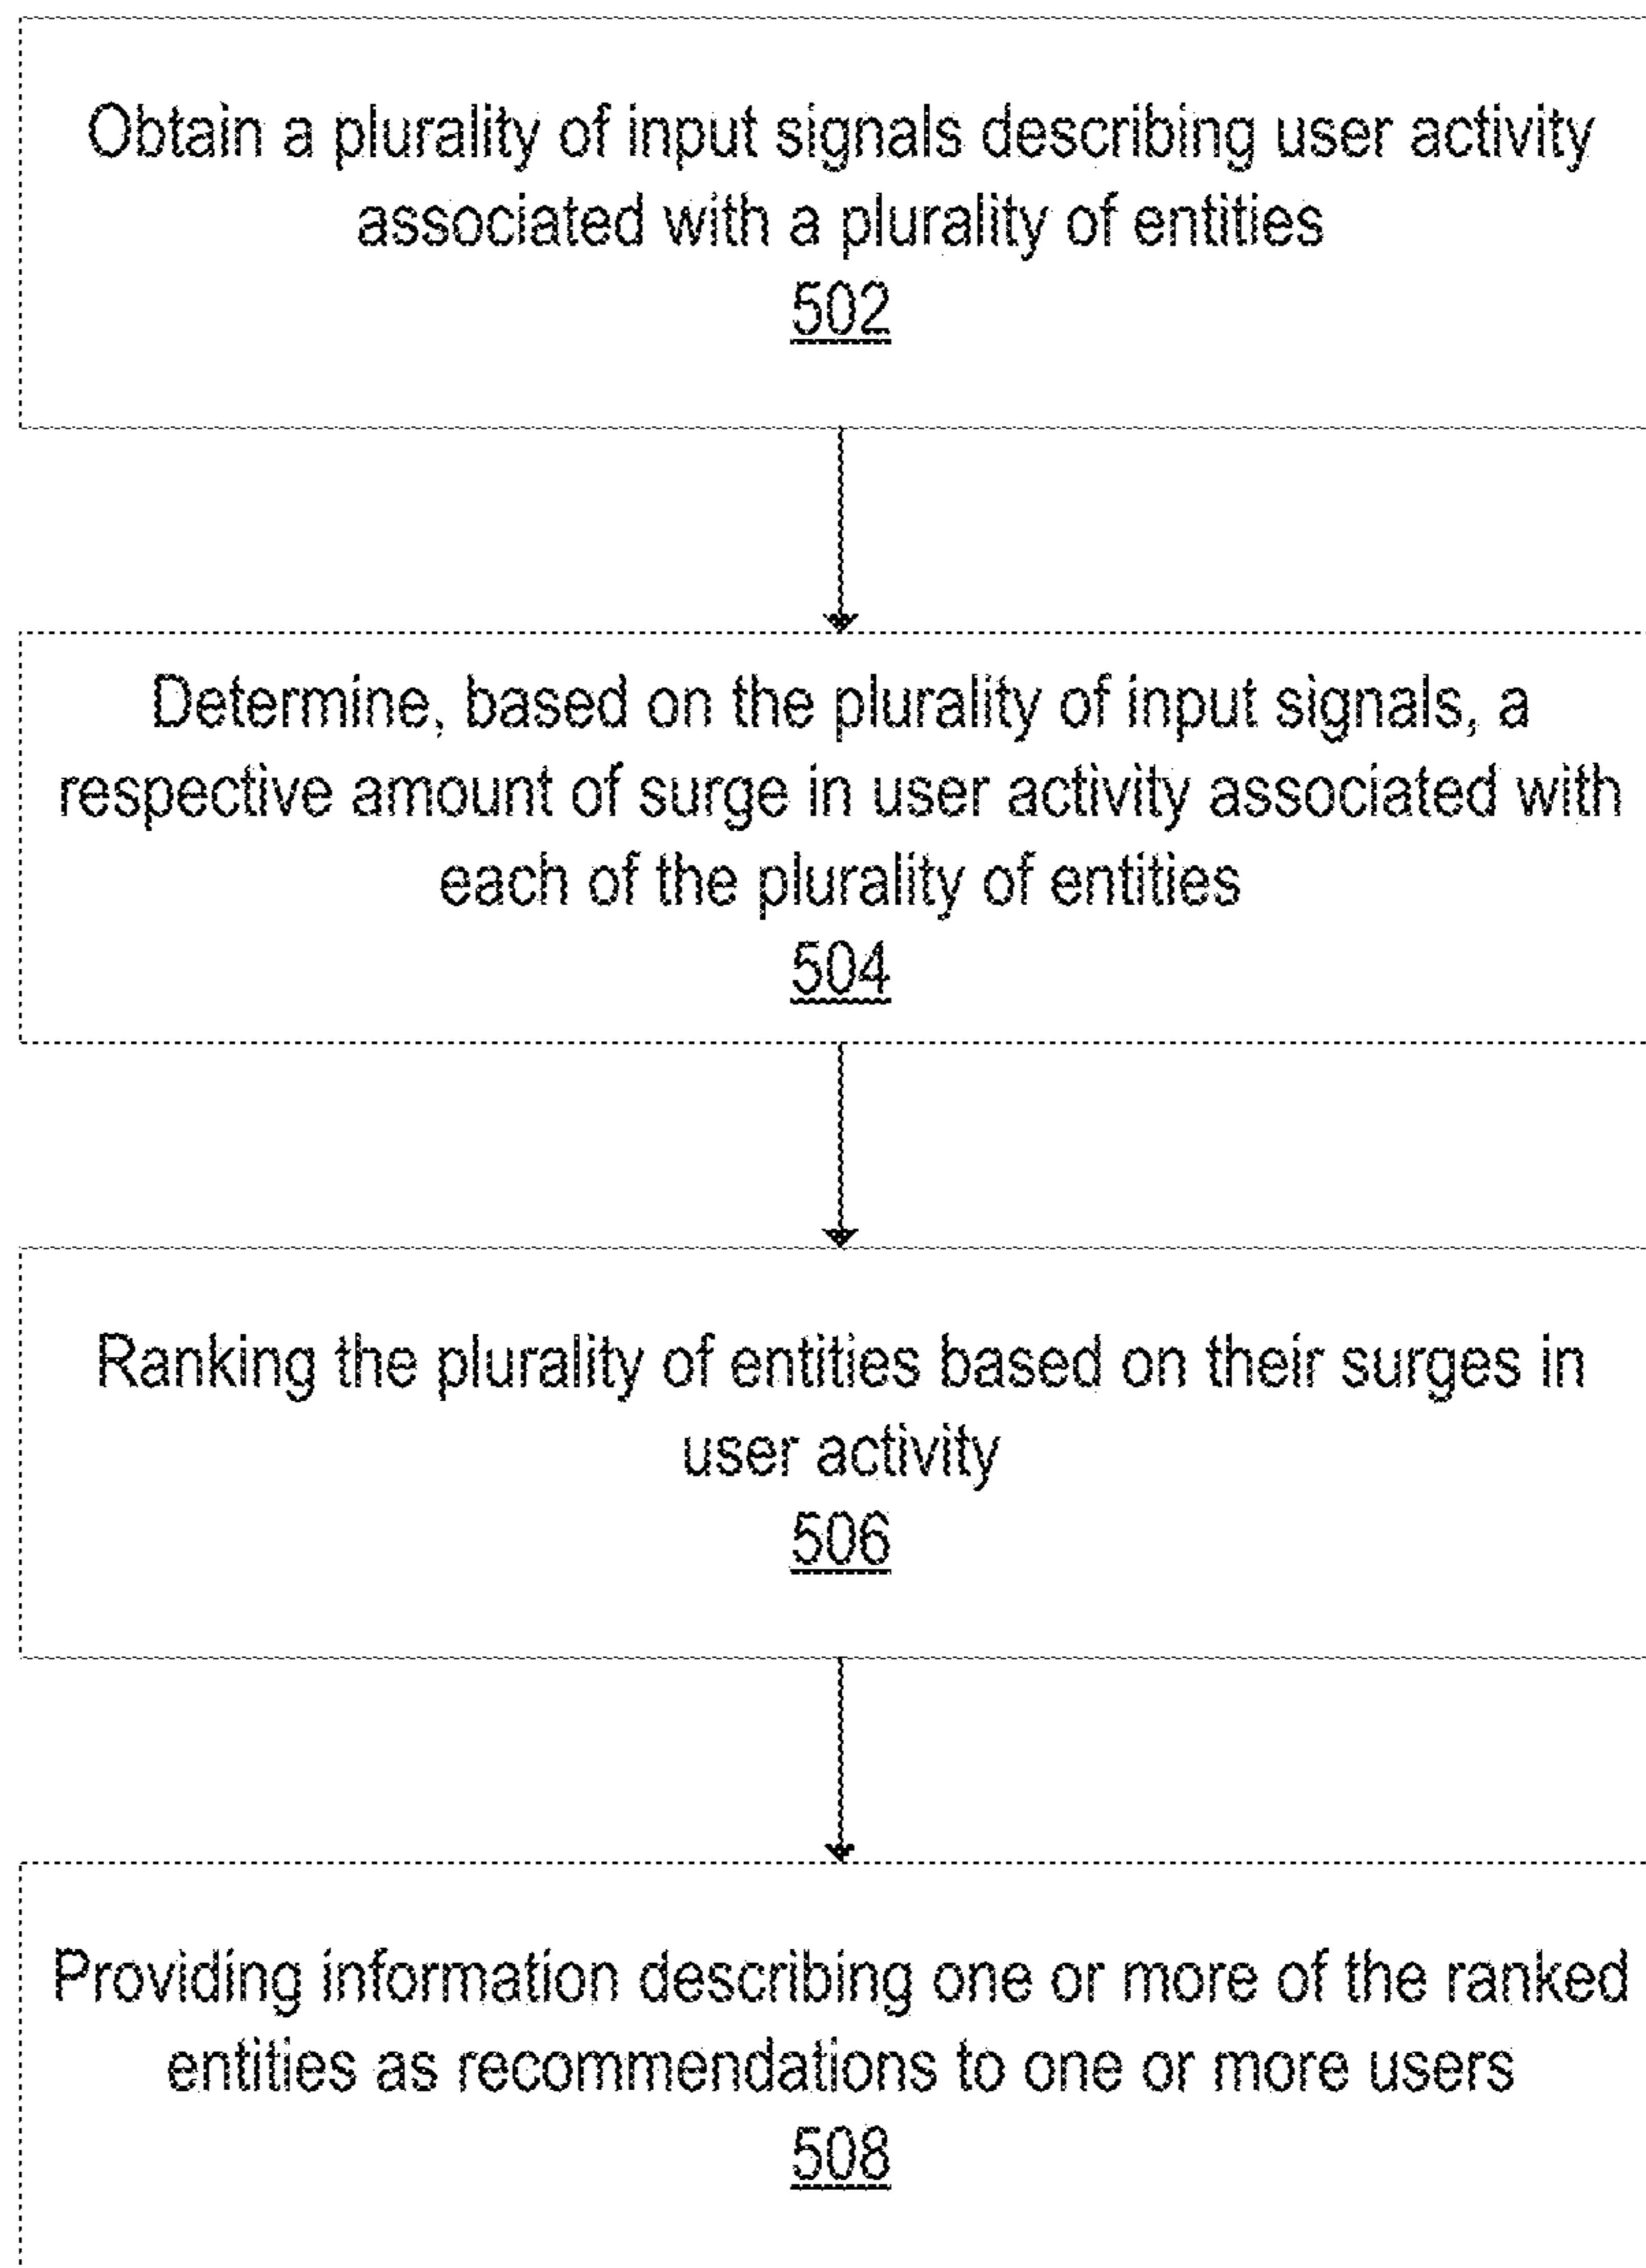 Obtain a plurality of input signals describing user activity
associated with a plurality of entities
502
Determine, based on the plurality of input signals, a
respective amount of surge in user activity associated with
each of the plurality of entities
504
Ranking the plurality of entities based on their surges in
user activity
506
Providing information describing one or more of the ranked
entities as recommendations to one or more users
508